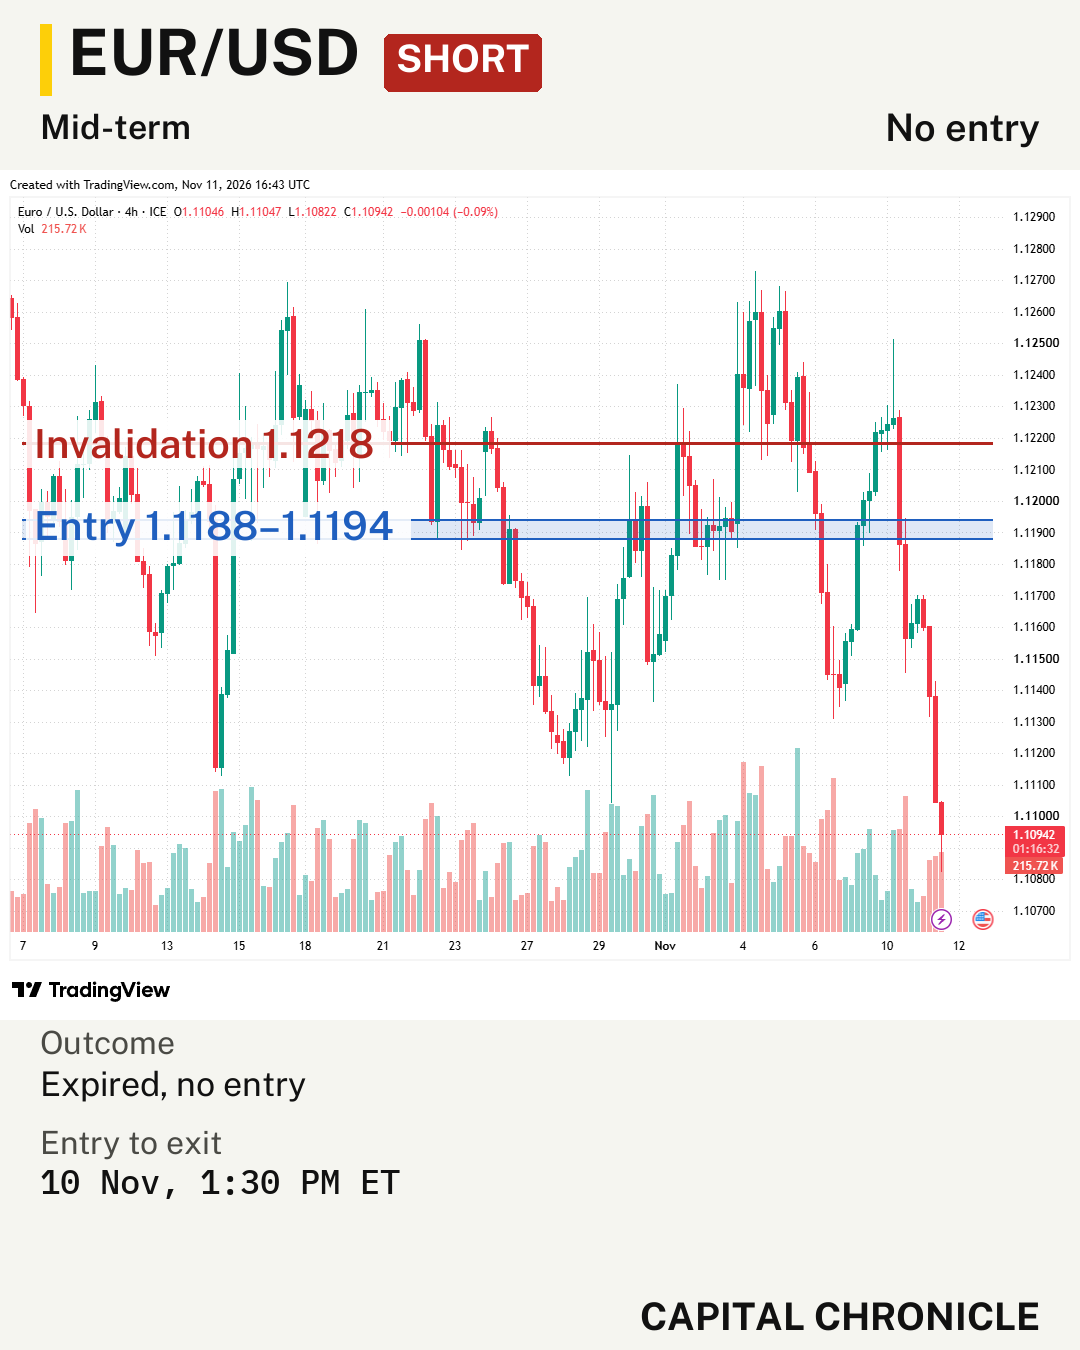 EUR/USD SHORT
Mid-term
No entry
Created with TradingView.com, Nov 11, 2026 16:43 UTC
Euro / U.S. Dollar · 4h · ICE O1.11046 H1.11047 L1.10822 C1.10942 −0.00104 (−0.09%)
Vol 215.72 K
1.12900
1.12800
1.12700
1.12600
1.12500
1.12400
1.12300
1.12200
1.12100
1.12000
1.11900
1.11800
1.11700
1.11600
1.11500
1.11400
1.11300
1.11200
1.11100
1.11000
1.10942
01:16:32
215.72 K
1.10800
1.10700
Invalidation 1.1218
Entry 1.1188–1.1194
7 9 13 15 18 21 23 27 29 Nov 4 6 10 12
TradingView
Outcome
Expired, no entry
Entry to exit
10 Nov, 1:30 PM ET
CAPITAL CHRONICLE